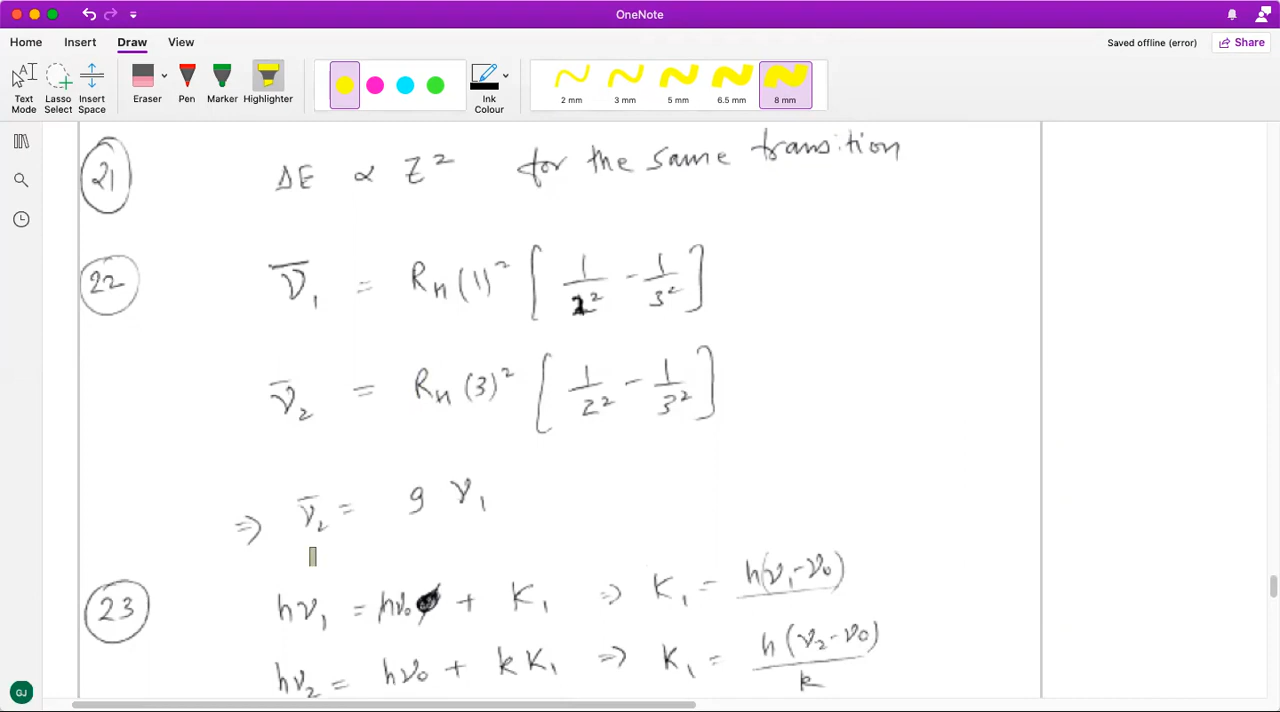 OneNote
Home Insert Draw View
Saved offline (error) Share
Text Mode Lasso Select Insert Space Eraser Pen Marker Highlighter Ink Colour 2 mm 3 mm 5 mm 6.5 mm 8 mm
21 ΔE ∝ Z² for the same transition
22 ν̄₁ = R_H (1)² [ 1/2² - 1/3² ]
ν̄₂ = R_H (3)² [ 1/2² - 1/3² ]
⇒ ν̄₂ = 9 ν₁
23 hν₁ = hν₀ + K₁ ⇒ K₁ = h(ν₁-ν₀)
hν₂ = hν₀ + kK₁ ⇒ K₁ = h(ν₂-ν₀)/k
GJ